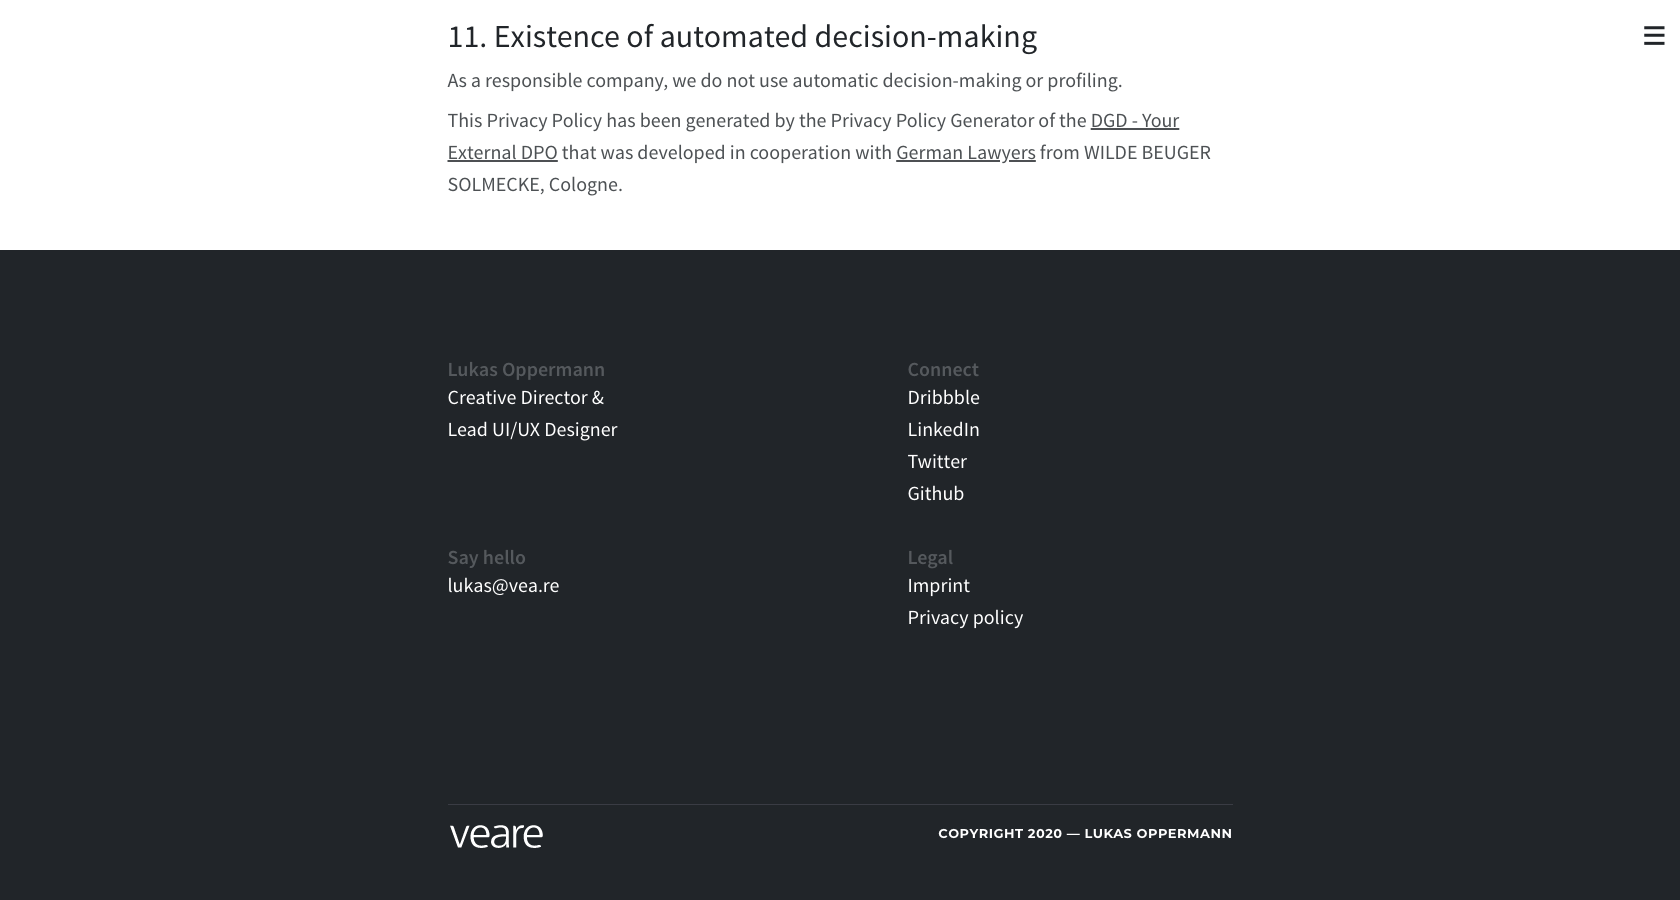 11. Existence of automated decision-making
As a responsible company, we do not use automatic decision-making or profiling.
This Privacy Policy has been generated by the Privacy Policy Generator of the DGD - Your
External DPO that was developed in cooperation with German Lawyers from WILDE BEUGER
SOLMECKE, Cologne.
Lukas Oppermann
Creative Director &
Lead UI/UX Designer
Connect
Dribbble
LinkedIn
Twitter
Github
Say hello
lukas@vea.re
Legal
Imprint
Privacy policy
veare
COPYRIGHT 2020 — LUKAS OPPERMANN